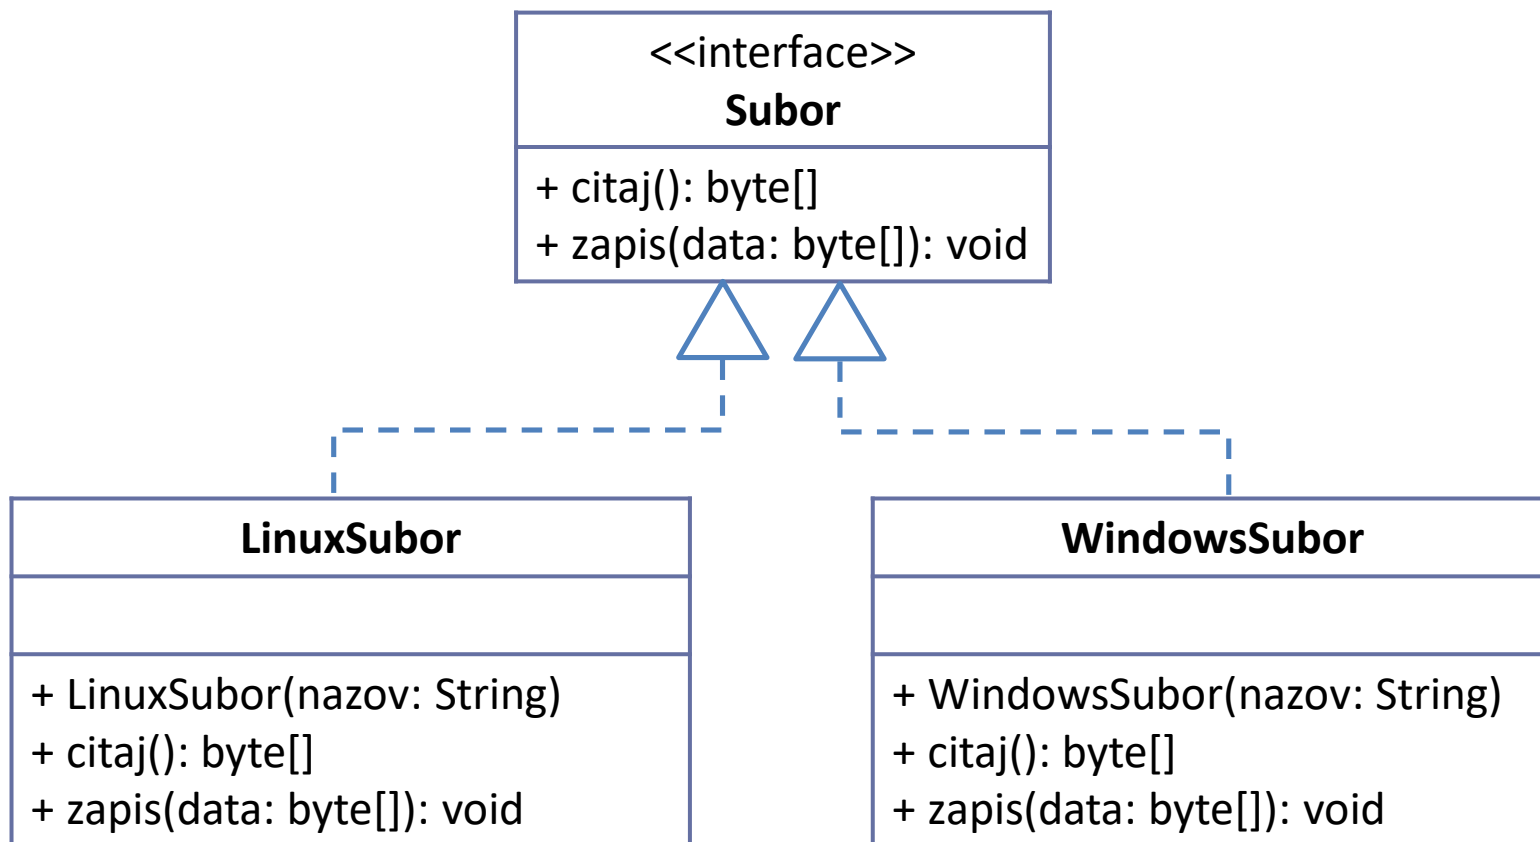 <<interface>>
Subor
+ citaj(): byte[]
+ zapis(data: byte[]): void
LinuxSubor
+ LinuxSubor(nazov: String)
+ citaj(): byte[]
+ zapis(data: byte[]): void
WindowsSubor
+ WindowsSubor(nazov: String)
+ citaj(): byte[]
+ zapis(data: byte[]): void